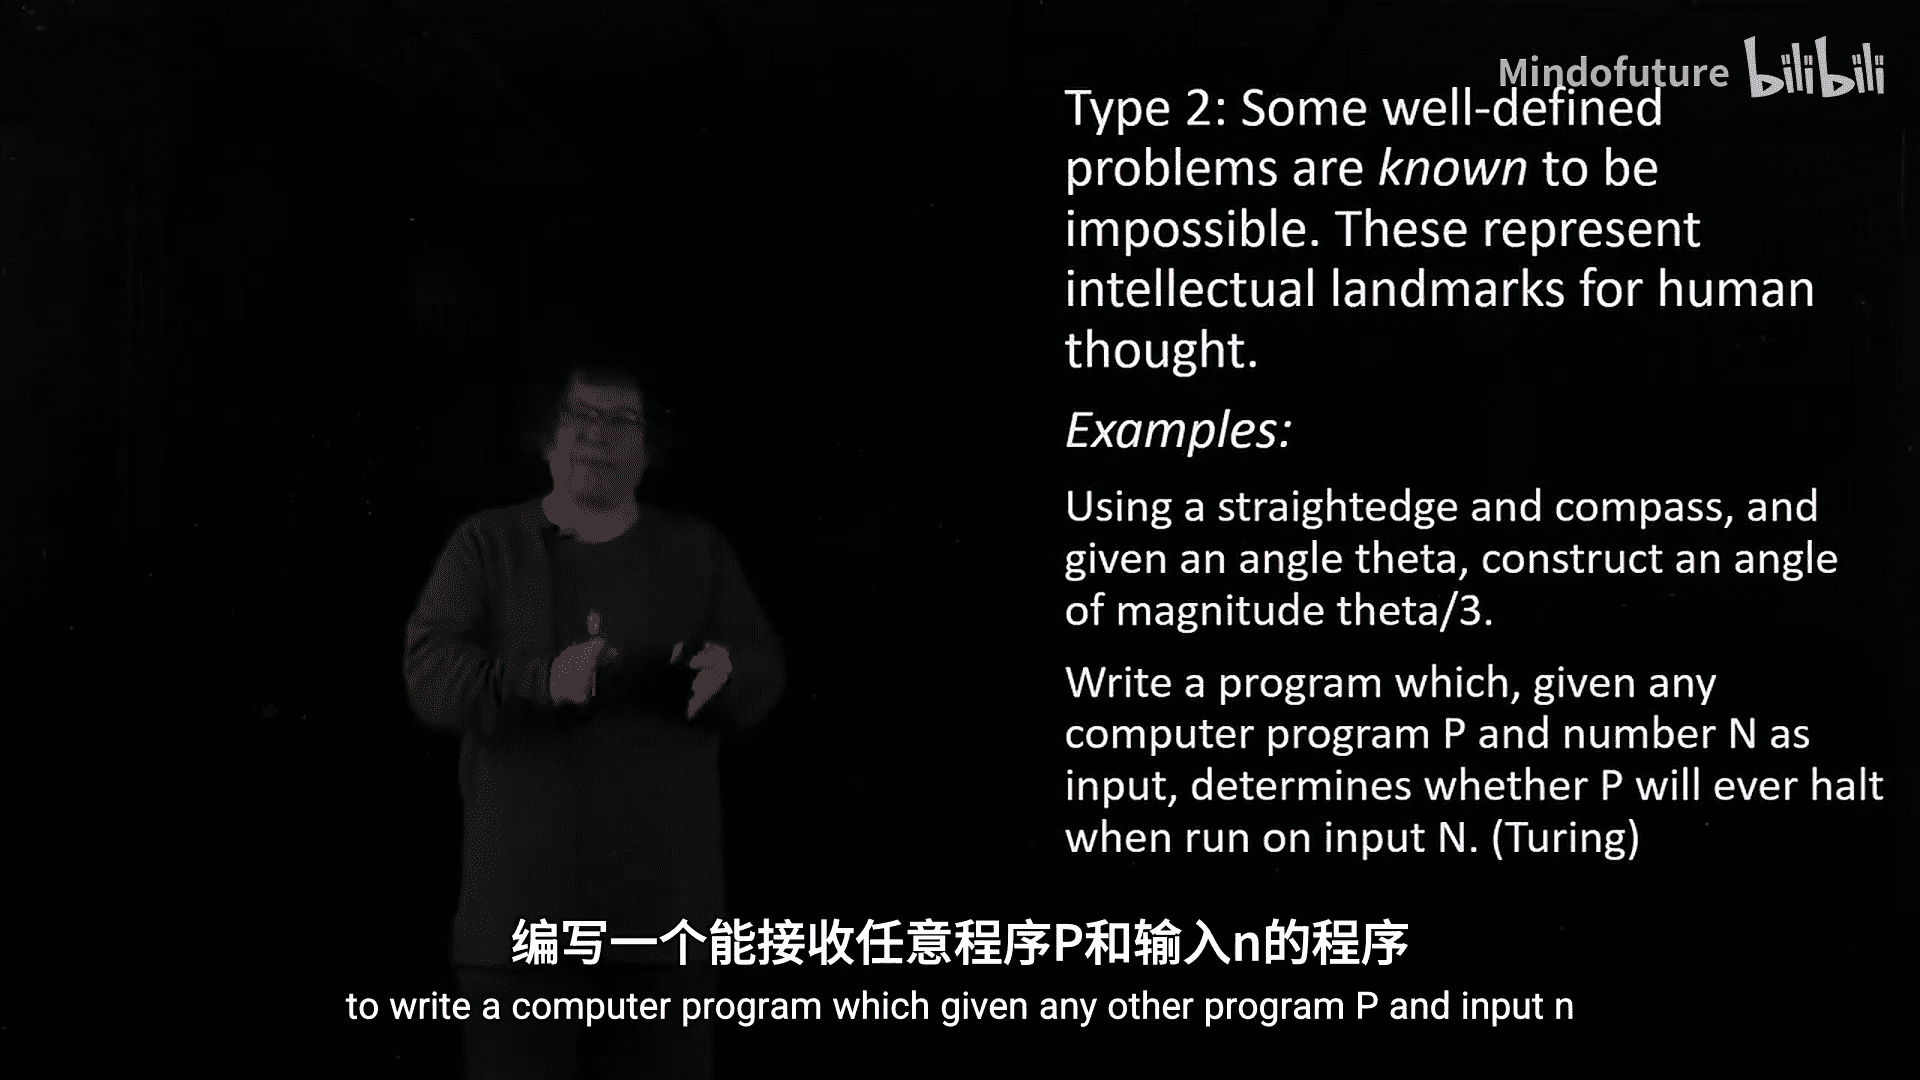 Mindofuture bilibili
Type 2: Some well-defined
problems are known to be
impossible. These represent
intellectual landmarks for human
thought.
Examples:
Using a straightedge and compass, and
given an angle theta, construct an angle
of magnitude theta/3.
Write a program which, given any
computer program P and number N as
input, determines whether P will ever halt
when run on input N. (Turing)
编写一个能接收任意程序P和输入n的程序
to write a computer program which given any other program P and input n